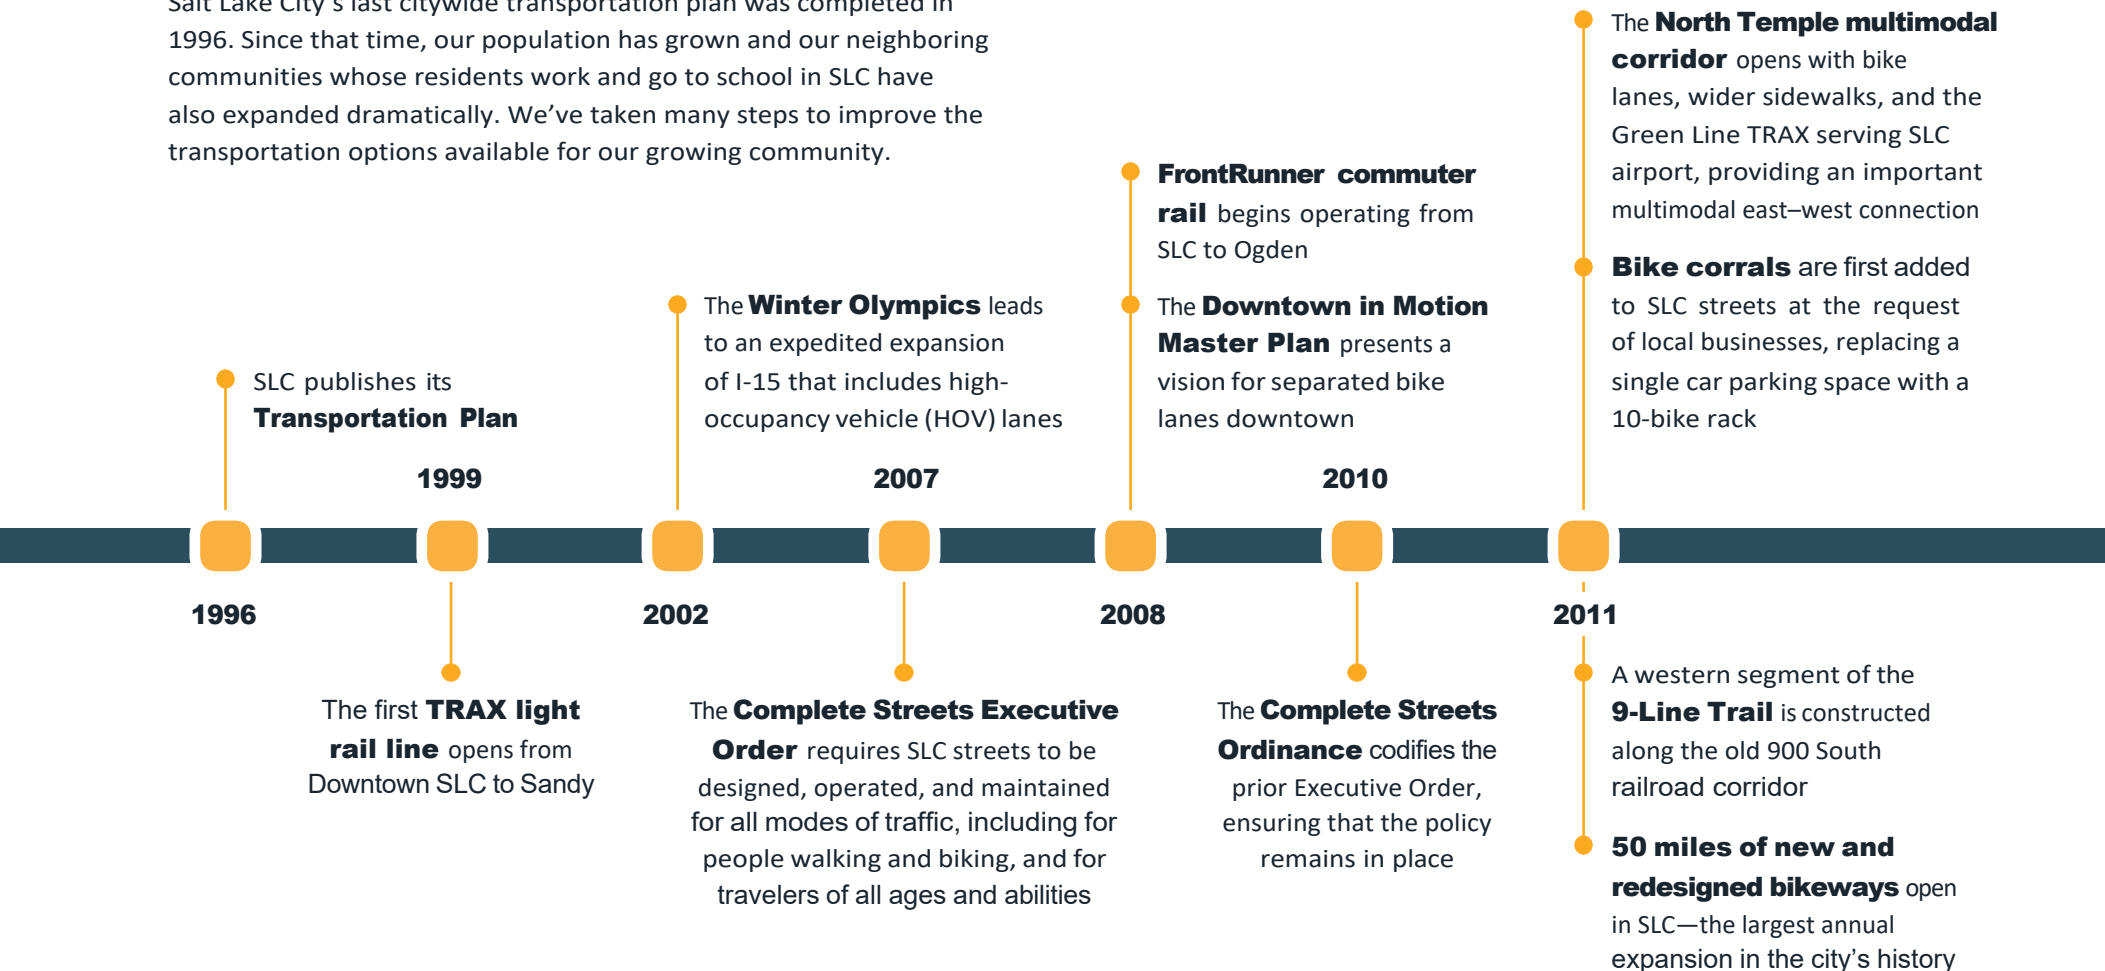 Salt Lake City's last citywide transportation plan was completed in
1996. Since that time, our population has grown and our neighboring
communities whose residents work and go to school in SLC have
also expanded dramatically. We've taken many steps to improve the
transportation options available for our growing community.
SLC publishes its
Transportation Plan
1996
1999
The first TRAX light
rail line opens from
Downtown SLC to Sandy
The Winter Olympics leads
to an expedited expansion
of I-15 that includes high-
occupancy vehicle (HOV) lanes
2002
2007
The Complete Streets Executive
Order requires SLC streets to be
designed, operated, and maintained
for all modes of traffic, including for
people walking and biking, and for
travelers of all ages and abilities
FrontRunner commuter
rail begins operating from
SLC to Ogden
The Downtown in Motion
Master Plan presents a
vision for separated bike
lanes downtown
2008
2010
The Complete Streets
Ordinance codifies the
prior Executive Order,
ensuring that the policy
remains in place
The North Temple multimodal
corridor opens with bike
lanes, wider sidewalks, and the
Green Line TRAX serving SLC
airport, providing an important
multimodal east–west connection
Bike corrals are first added
to SLC streets at the request
of local businesses, replacing a
single car parking space with a
10-bike rack
2011
A western segment of the
9-Line Trail is constructed
along the old 900 South
railroad corridor
50 miles of new and
redesigned bikeways open
in SLC—the largest annual
expansion in the city's history